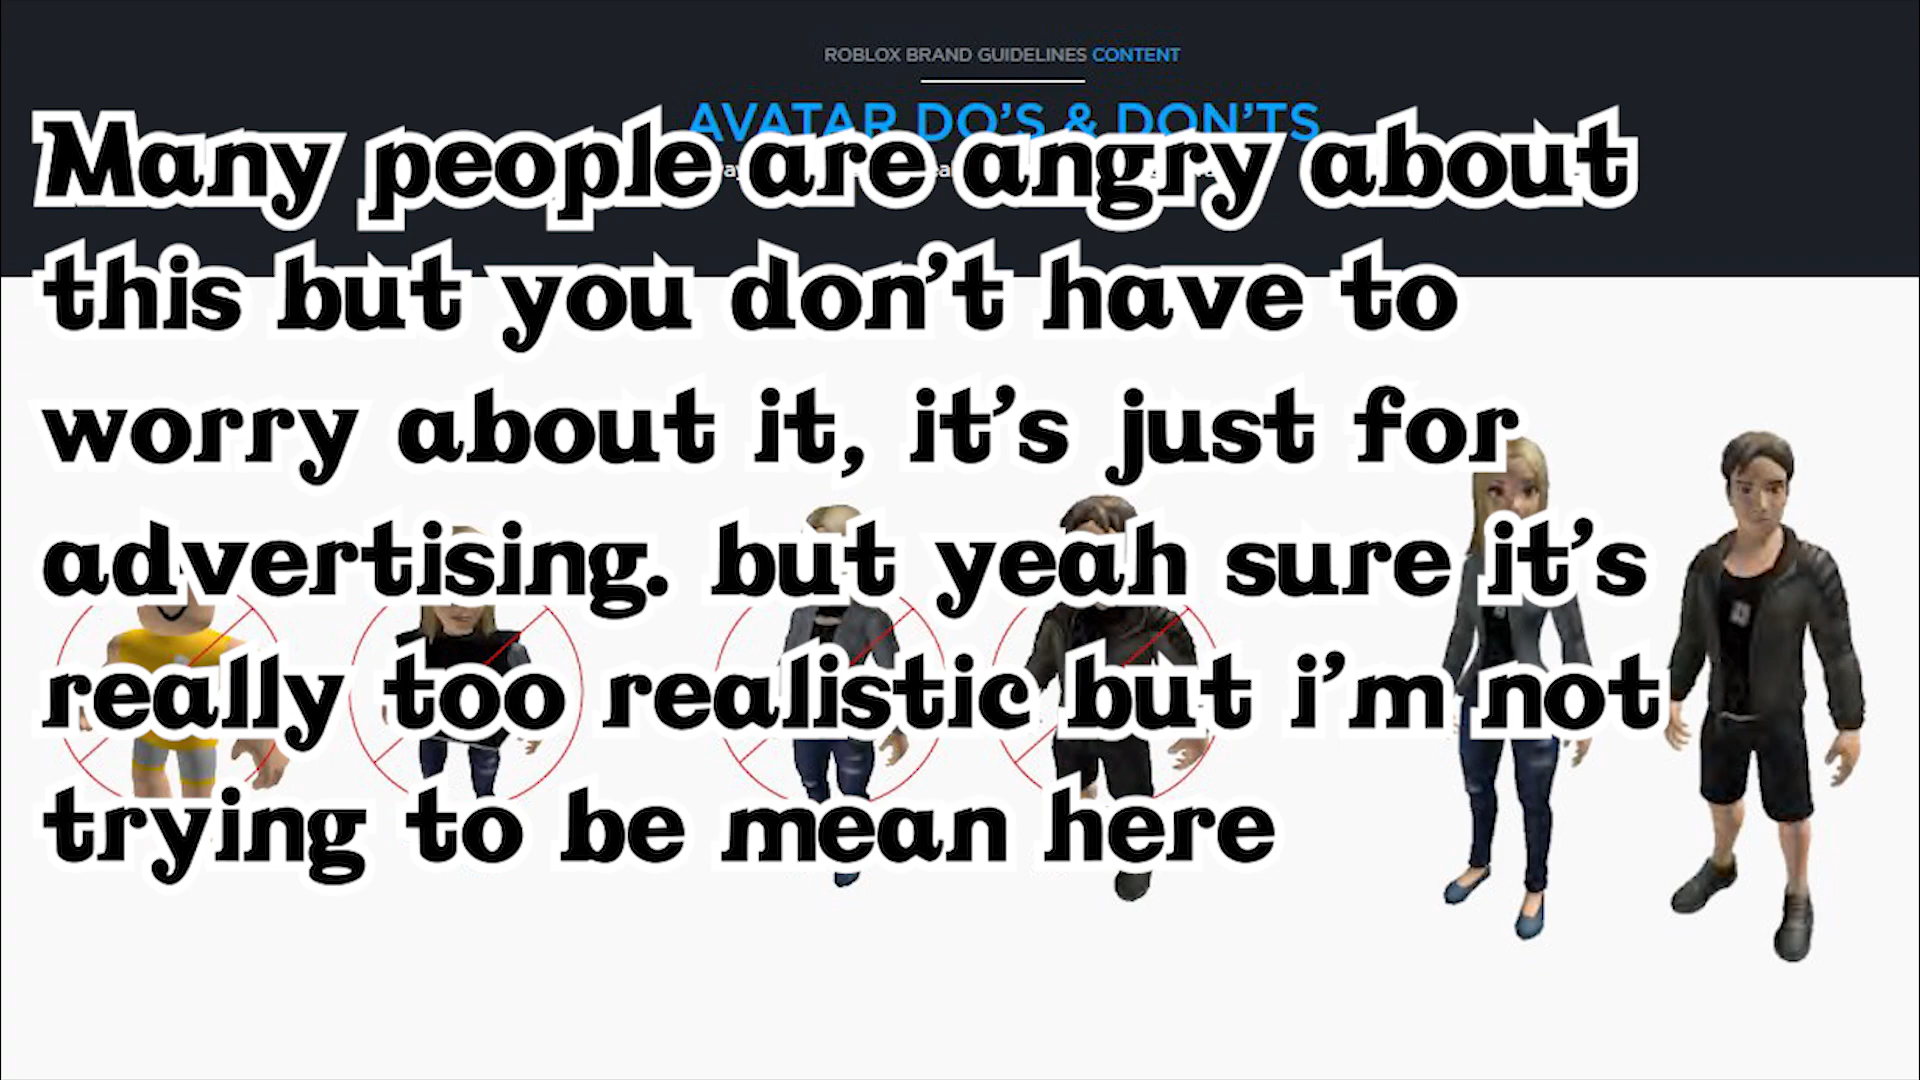 ROBLOX BRAND GUIDELINES CONTENT
AVATAR DO'S & DON'TS
Many people are angry about
this but you don't have to
worry about it, it's just for
advertising. but yeah sure it's
really too realistic but i'm not
trying to be mean here